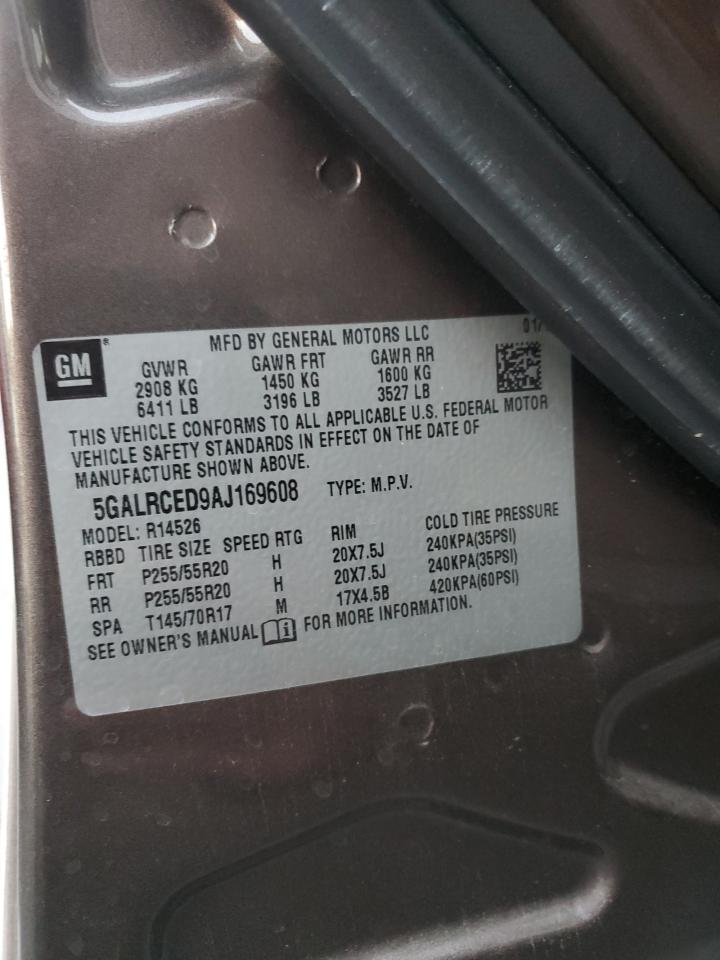 GM®
MFD BY GENERAL MOTORS LLC 01/
GVWR GAWR FRT GAWR RR
2908 KG 1450 KG 1600 KG
6411 LB 3196 LB 3527 LB
THIS VEHICLE CONFORMS TO ALL APPLICABLE U.S. FEDERAL MOTOR
VEHICLE SAFETY STANDARDS IN EFFECT ON THE DATE OF
MANUFACTURE SHOWN ABOVE.
5GALRCED9AJ169608 TYPE: M.P.V.
MODEL: R14526
RBBD TIRE SIZE SPEED RTG RIM COLD TIRE PRESSURE
FRT P255/55R20 H 20X7.5J 240KPA(35PSI)
RR P255/55R20 H 20X7.5J 240KPA(35PSI)
SPA T145/70R17 M 17X4.5B 420KPA(60PSI)
SEE OWNER'S MANUAL i FOR MORE INFORMATION.